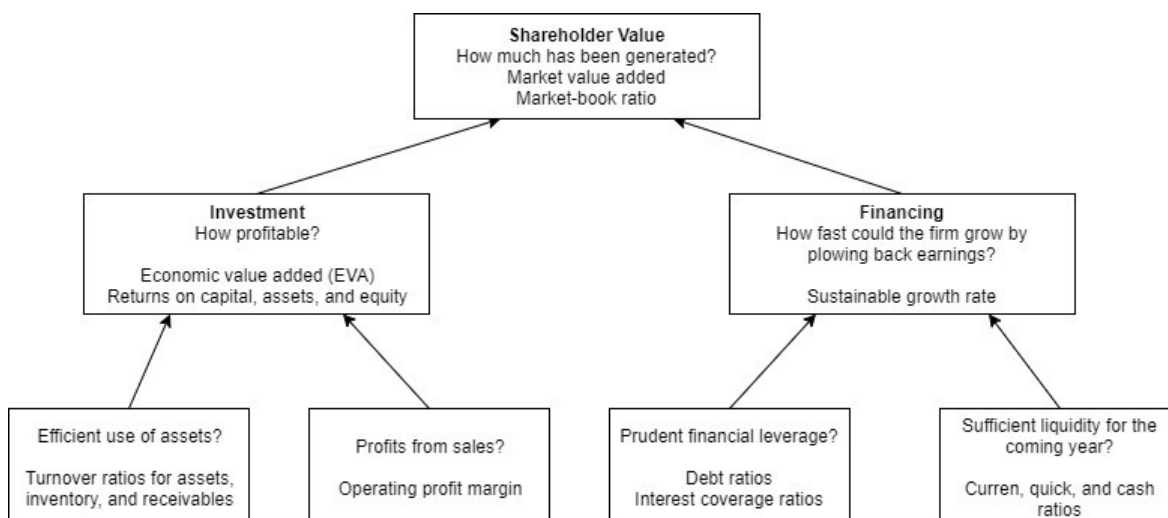 Shareholder Value
How much has been generated?
Market value added
Market-book ratio
Investment
How profitable?
Economic value added (EVA)
Returns on capital, assets, and equity
Financing
How fast could the firm grow by
plowing back earnings?
Sustainable growth rate
Efficient use of assets?
Turnover ratios for assets,
inventory, and receivables
Profits from sales?
Operating profit margin
Prudent financial leverage?
Debt ratios
Interest coverage ratios
Sufficient liquidity for the
coming year?
Curren, quick, and cash
ratios